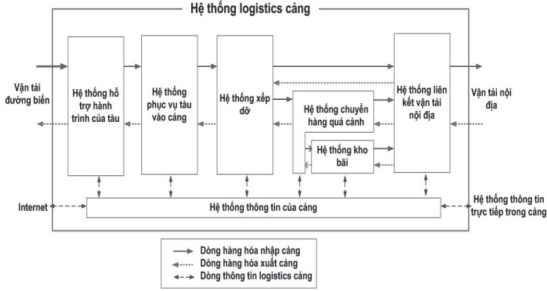 Hệ thống logistics cảng
Vận tải
đường biển
Hệ thống hỗ
trợ hành
trình của tàu
Hệ thống
phục vụ tàu
vào cảng
Hệ thống xếp
dỡ
Hệ thống chuyển
hàng quá cảnh
Hệ thống kho
bãi
Hệ thống liên
kết vận tải
nội địa
Vận tải nội
địa
Internet
Hệ thống thông tin của cảng
Hệ thống thông tin
trực tiếp trong cảng
Dòng hàng hóa nhập cảng
Dòng hàng hóa xuất cảng
Dòng thông tin logistics cảng